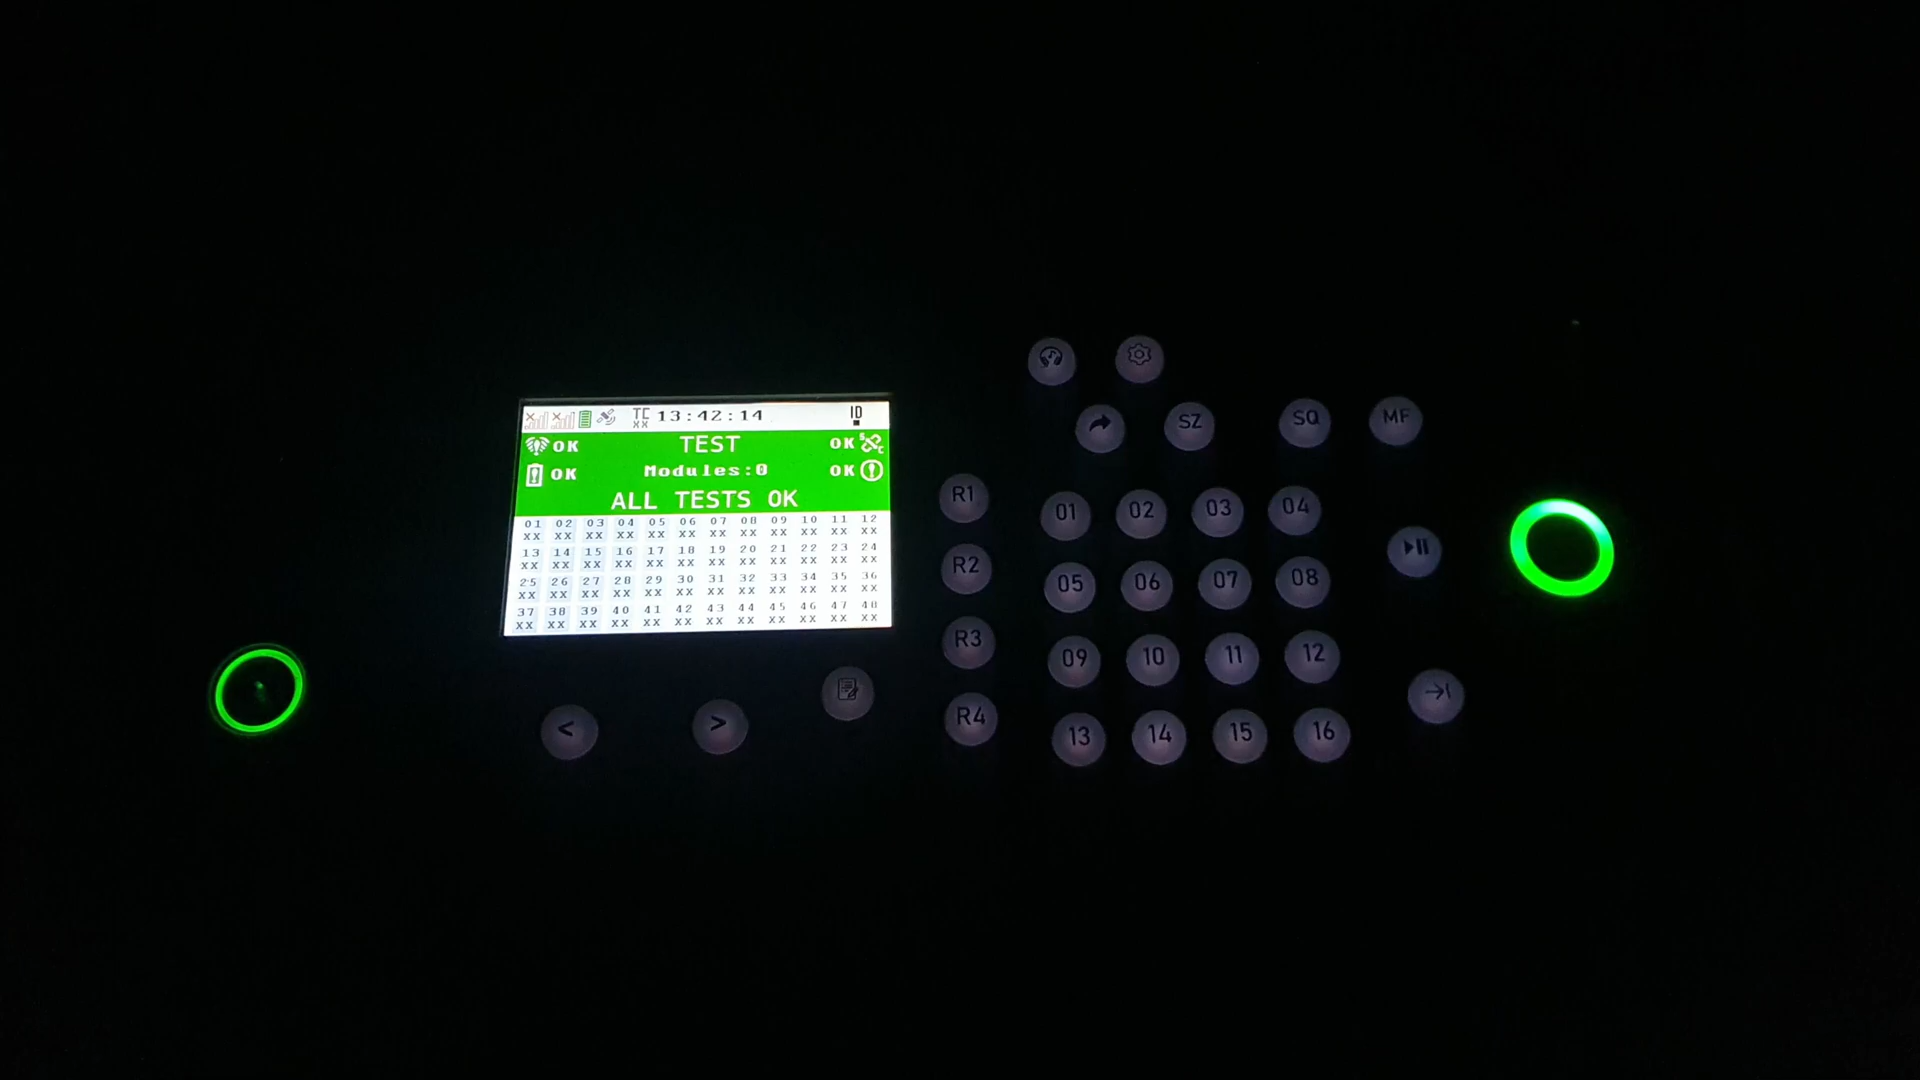 TC 13:42:14 ID
XX
OK TEST OK S C
OK Modules:0 OK
ALL TESTS OK
01 02 03 04 05 06 07 08 09 10 11 12
XX XX XX XX XX XX XX XX XX XX XX XX
13 14 15 16 17 18 19 20 21 22 23 24
XX XX XX XX XX XX XX XX XX XX XX XX
25 26 27 28 29 30 31 32 33 34 35 36
XX XX XX XX XX XX XX XX XX XX XX XX
37 38 39 40 41 42 43 44 45 46 47 48
XX XX XX XX XX XX XX XX XX XX XX XX
< >
SZ SQ MF
R1 01 02 03 04
R2 05 06 07 08
R3 09 10 11 12
R4 13 14 15 16